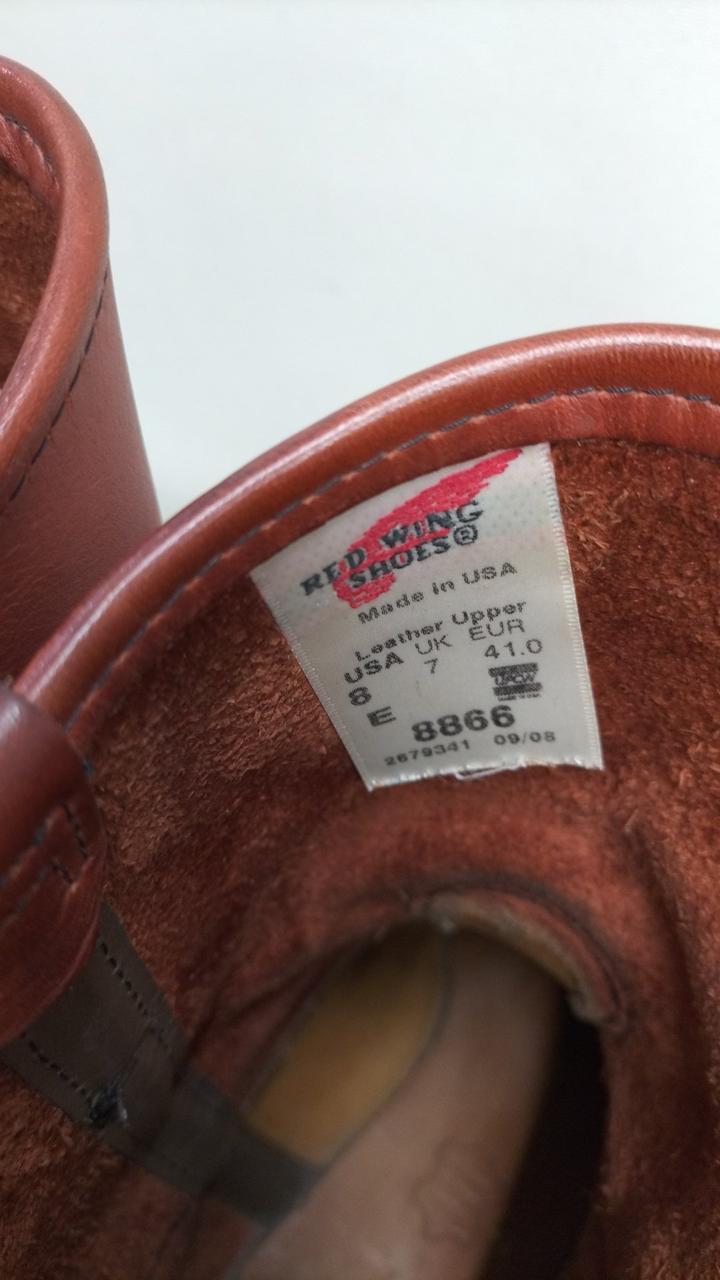 RED WING
SHOES®
Made in USA
Leather Upper
USA UK EUR
8 7 41.0
E
UFCW
8866
2679341 09/08